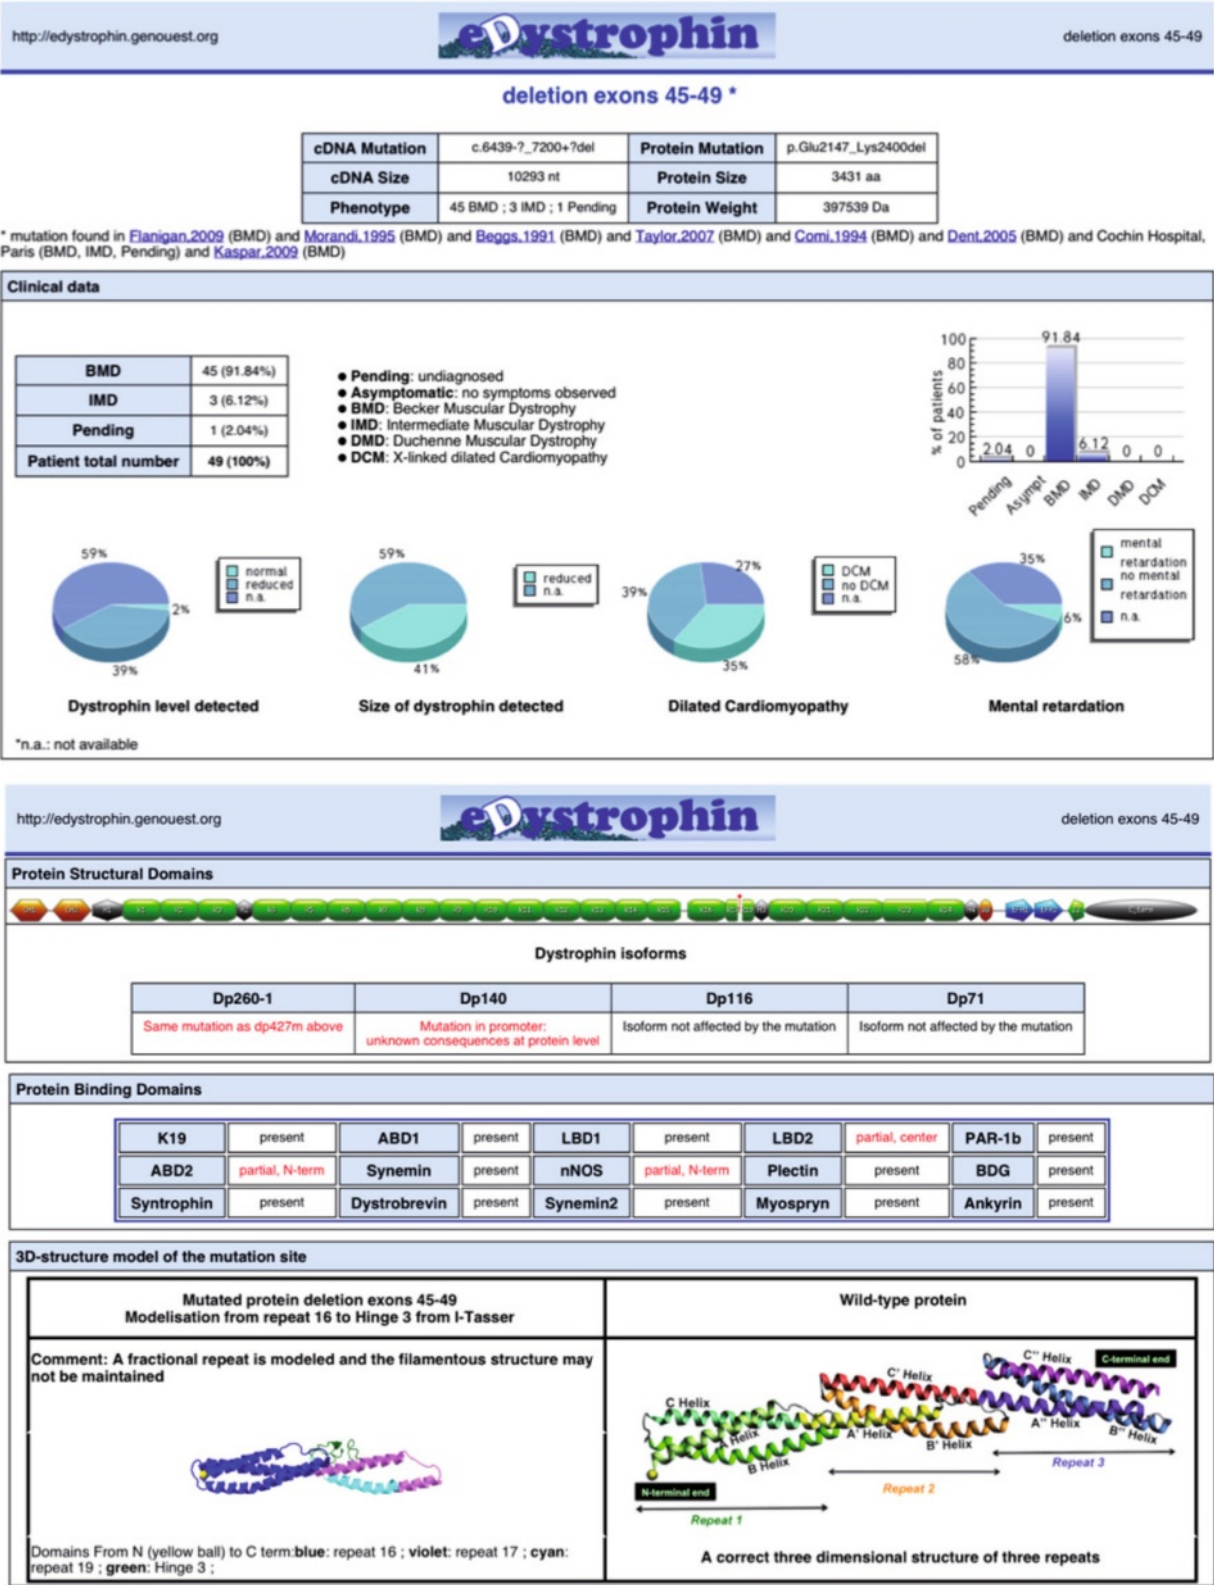 http://edystrophin.genouest.org
eDystrophin
deletion exons 45-49
deletion exons 45-49 *
cDNA Mutation c.6439-?_7200+?del Protein Mutation p.Glu2147_Lys2400del
cDNA Size 10293 nt Protein Size 3431 aa
Phenotype 45 BMD ; 3 IMD ; 1 Pending Protein Weight 397539 Da
* mutation found in Flanigan,2009 (BMD) and Morandi,1995 (BMD) and Beggs,1991 (BMD) and Taylor,2007 (BMD) and Comi,1994 (BMD) and Dent,2005 (BMD) and Cochin Hospital,
Paris (BMD, IMD, Pending) and Kaspar,2009 (BMD)
Clinical data
BMD 45 (91.84%)
IMD 3 (6.12%)
Pending 1 (2.04%)
Patient total number 49 (100%)
● Pending: undiagnosed
● Asymptomatic: no symptoms observed
● BMD: Becker Muscular Dystrophy
● IMD: Intermediate Muscular Dystrophy
● DMD: Duchenne Muscular Dystrophy
● DCM: X-linked dilated Cardiomyopathy
% of patients
100
80
60
40
20
0
2.04 0 91.84 6.12 0 0
Pending Asympt BMD IMD DMD DCM
59%
2%
39%
normal
reduced
n.a.
Dystrophin level detected
59%
41%
reduced
n.a.
Size of dystrophin detected
27%
39%
35%
DCM
no DCM
n.a.
Dilated Cardiomyopathy
35%
6%
58%
mental
retardation
no mental
retardation
n.a.
Mental retardation
*n.a.: not available
http://edystrophin.genouest.org
eDystrophin
deletion exons 45-49
Protein Structural Domains
C_term
Dystrophin isoforms
Dp260-1 Dp140 Dp116 Dp71
Same mutation as dp427m above
Mutation in promoter:
unknown consequences at protein level
Isoform not affected by the mutation
Isoform not affected by the mutation
Protein Binding Domains
K19 present ABD1 present LBD1 present LBD2 partial, center PAR-1b present
ABD2 partial, N-term Synemin present nNOS partial, N-term Plectin present BDG present
Syntrophin present Dystrobrevin present Synemin2 present Myospryn present Ankyrin present
3D-structure model of the mutation site
Mutated protein deletion exons 45-49
Modelisation from repeat 16 to Hinge 3 from I-Tasser
Comment: A fractional repeat is modeled and the filamentous structure may
not be maintained
Domains From N (yellow ball) to C term:blue: repeat 16 ; violet: repeat 17 ; cyan:
repeat 19 ; green: Hinge 3 ;
Wild-type protein
C'' Helix
C-terminal end
C' Helix
C Helix
A'' Helix
B'' Helix
A Helix
A' Helix
B' Helix
B Helix
Repeat 3
Repeat 2
N-terminal end
Repeat 1
A correct three dimensional structure of three repeats